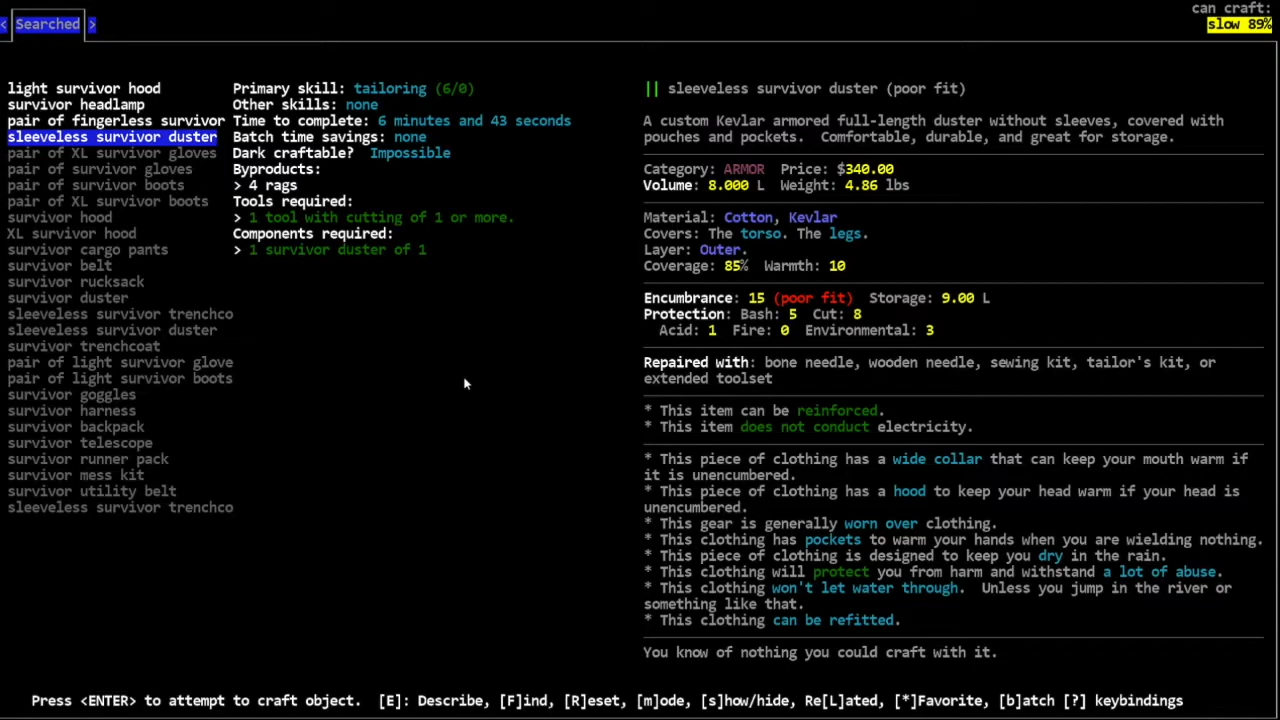 can craft:
< Searched >
slow 89%
light survivor hood
survivor headlamp
pair of fingerless survivor
sleeveless survivor duster
pair of XL survivor gloves
pair of survivor gloves
pair of survivor boots
pair of XL survivor boots
survivor hood
XL survivor hood
survivor cargo pants
survivor belt
survivor rucksack
survivor duster
sleeveless survivor trenchco
sleeveless survivor duster
survivor trenchcoat
pair of light survivor glove
pair of light survivor boots
survivor goggles
survivor harness
survivor backpack
survivor telescope
survivor runner pack
survivor mess kit
survivor utility belt
sleeveless survivor trenchco
Primary skill: tailoring (6/0)
Other skills: none
Time to complete: 6 minutes and 43 seconds
Batch time savings: none
Dark craftable? Impossible
Byproducts:
> 4 rags
Tools required:
> 1 tool with cutting of 1 or more.
Components required:
> 1 survivor duster of 1
|| sleeveless survivor duster (poor fit)
A custom Kevlar armored full-length duster without sleeves, covered with
pouches and pockets. Comfortable, durable, and great for storage.
Category: ARMOR Price: $340.00
Volume: 8.000 L Weight: 4.86 lbs
Material: Cotton, Kevlar
Covers: The torso. The legs.
Layer: Outer.
Coverage: 85% Warmth: 10
Encumbrance: 15 (poor fit) Storage: 9.00 L
Protection: Bash: 5 Cut: 8
Acid: 1 Fire: 0 Environmental: 3
Repaired with: bone needle, wooden needle, sewing kit, tailor's kit, or
extended toolset
* This item can be reinforced.
* This item does not conduct electricity.
* This piece of clothing has a wide collar that can keep your mouth warm if
it is unencumbered.
* This piece of clothing has a hood to keep your head warm if your head is
unencumbered.
* This gear is generally worn over clothing.
* This clothing has pockets to warm your hands when you are wielding nothing.
* This piece of clothing is designed to keep you dry in the rain.
* This clothing will protect you from harm and withstand a lot of abuse.
* This clothing won't let water through. Unless you jump in the river or
something like that.
* This clothing can be refitted.
You know of nothing you could craft with it.
Press <ENTER> to attempt to craft object. [E]: Describe, [F]ind, [R]eset, [m]ode, [s]how/hide, Re[L]ated, [*]Favorite, [b]atch [?] keybindings